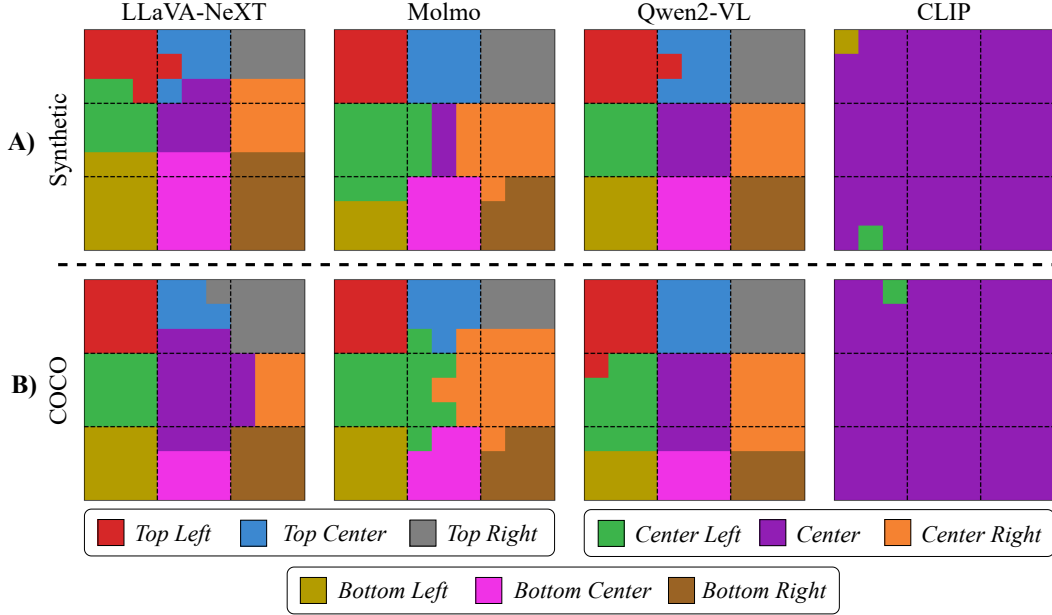 LLaVA-NeXT Molmo Qwen2-VL CLIP
A) Synthetic
B) COCO
Top Left Top Center Top Right Center Left Center Center Right
Bottom Left Bottom Center Bottom Right